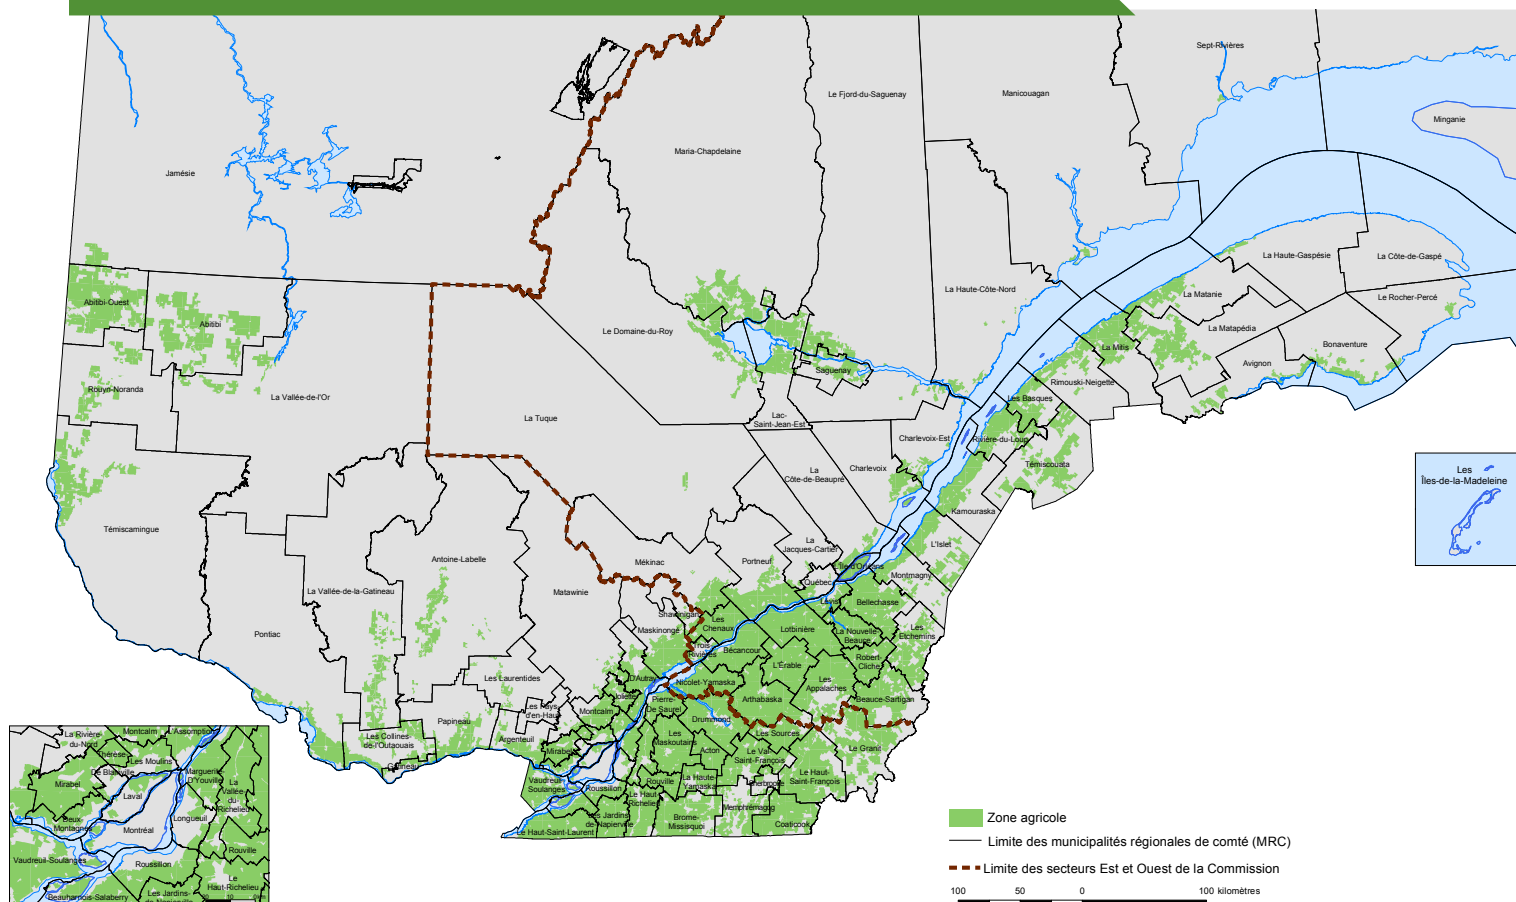 Sept-Rivières
Le Fjord-du-Saguenay
Manicouagan
Minganie
Maria-Chapdelaine
Jamésie
La Haute-Gaspésie
La Côte-de-Gaspé
La Haute-Côte-Nord
La Matanie
Le Rocher-Percé
Abitibi-Ouest
Abitibi
Le Domaine-du-Roy
La Matapédia
La Mitis
Bonaventure
Avignon
Saguenay
Rimouski-Neigette
Rouyn-Noranda
La Vallée-de-l'Or
Les Basques
La Tuque
Lac-
Saint-Jean-Est
Charlevoix-Est
Rivière-du-Loup
Témiscouata
La
Côte-de-Beaupré
Charlevoix
Les
Îles-de-la-Madeleine
Kamouraska
Témiscamingue
L'Islet
La
Jacques-Cartier
Antoine-Labelle
Mékinac
Portneuf
L'Île-d'Orléans
Montmagny
Québec
La Vallée-de-la-Gatineau
Matawinie
Lévis
Bellechasse
Shawinigan
Les
Chenaux
Maskinongé
Lotbinière
La Nouvelle-
Beauce
Les
Etchemins
Pontiac
Trois-
Rivières
Bécancour
Robert-
Cliche
L'Érable
Les Laurentides
D'Autray
Nicolet-Yamaska
Les
Appalaches
Joliette
Pierre-
De Saurel
Arthabaska
Beauce-Sartigan
Les Pays-
d'en-Haut
Montcalm
Papineau
Drummond
Les Collines-
de-l'Outaouais
Argenteuil
Les
Maskoutains
Les Sources
Mirabel
Acton
Le Val-
Saint-François
Le Granit
Gatineau
Vaudreuil-
Soulanges
Roussillon
Rouville
La Haute-
Yamaska
Sherbrooke
Le Haut-
Saint-François
Le Haut-
Richelieu
Memphrémagog
Les Jardins-
de-Napierville
Brome-
Missisquoi
Coaticook
Le Haut-Saint-Laurent
La Rivière-
du-Nord
Montcalm
L'Assomption
Thérèse-
De Blainville
Les Moulins
Marguerite-
D'Youville
Mirabel
La
Vallée-
du-
Richelieu
Laval
Deux-
Montagnes
Montréal
Longueuil
Vaudreuil-Soulanges
Roussillon
Rouville
Le
Haut-Richelieu
Beauharnois-Salaberry
Les Jardins-
de-Napierville
Zone agricole
Limite des municipalités régionales de comté (MRC)
Limite des secteurs Est et Ouest de la Commission
100 50 0 100 kilomètres